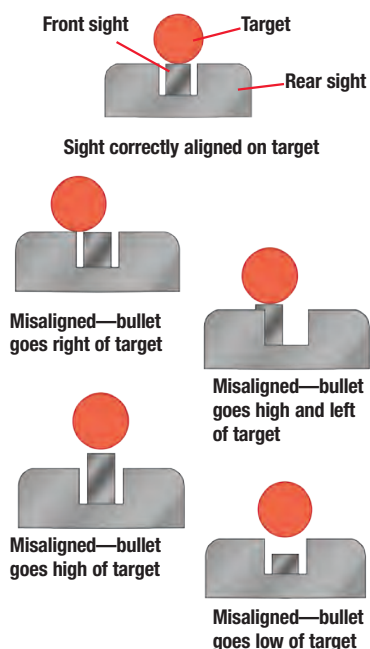 Front sight
Target
Rear sight
Sight correctly aligned on target
Misaligned—bullet
goes right of target
Misaligned—bullet
goes high and left
of target
Misaligned—bullet
goes high of target
Misaligned—bullet
goes low of target